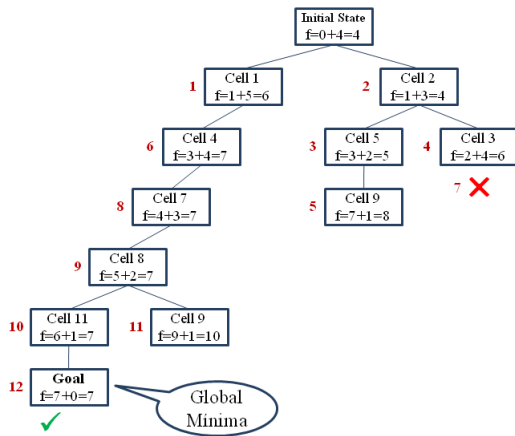 Initial State
f=0+4=4
1
Cell 1
f=1+5=6
2
Cell 2
f=1+3=4
6
Cell 4
f=3+4=7
3
Cell 5
f=3+2=5
4
Cell 3
f=2+4=6
8
Cell 7
f=4+3=7
5
Cell 9
f=7+1=8
7
9
Cell 8
f=5+2=7
10
Cell 11
f=6+1=7
11
Cell 9
f=9+1=10
12
Goal
f=7+0=7
Global
Mínima